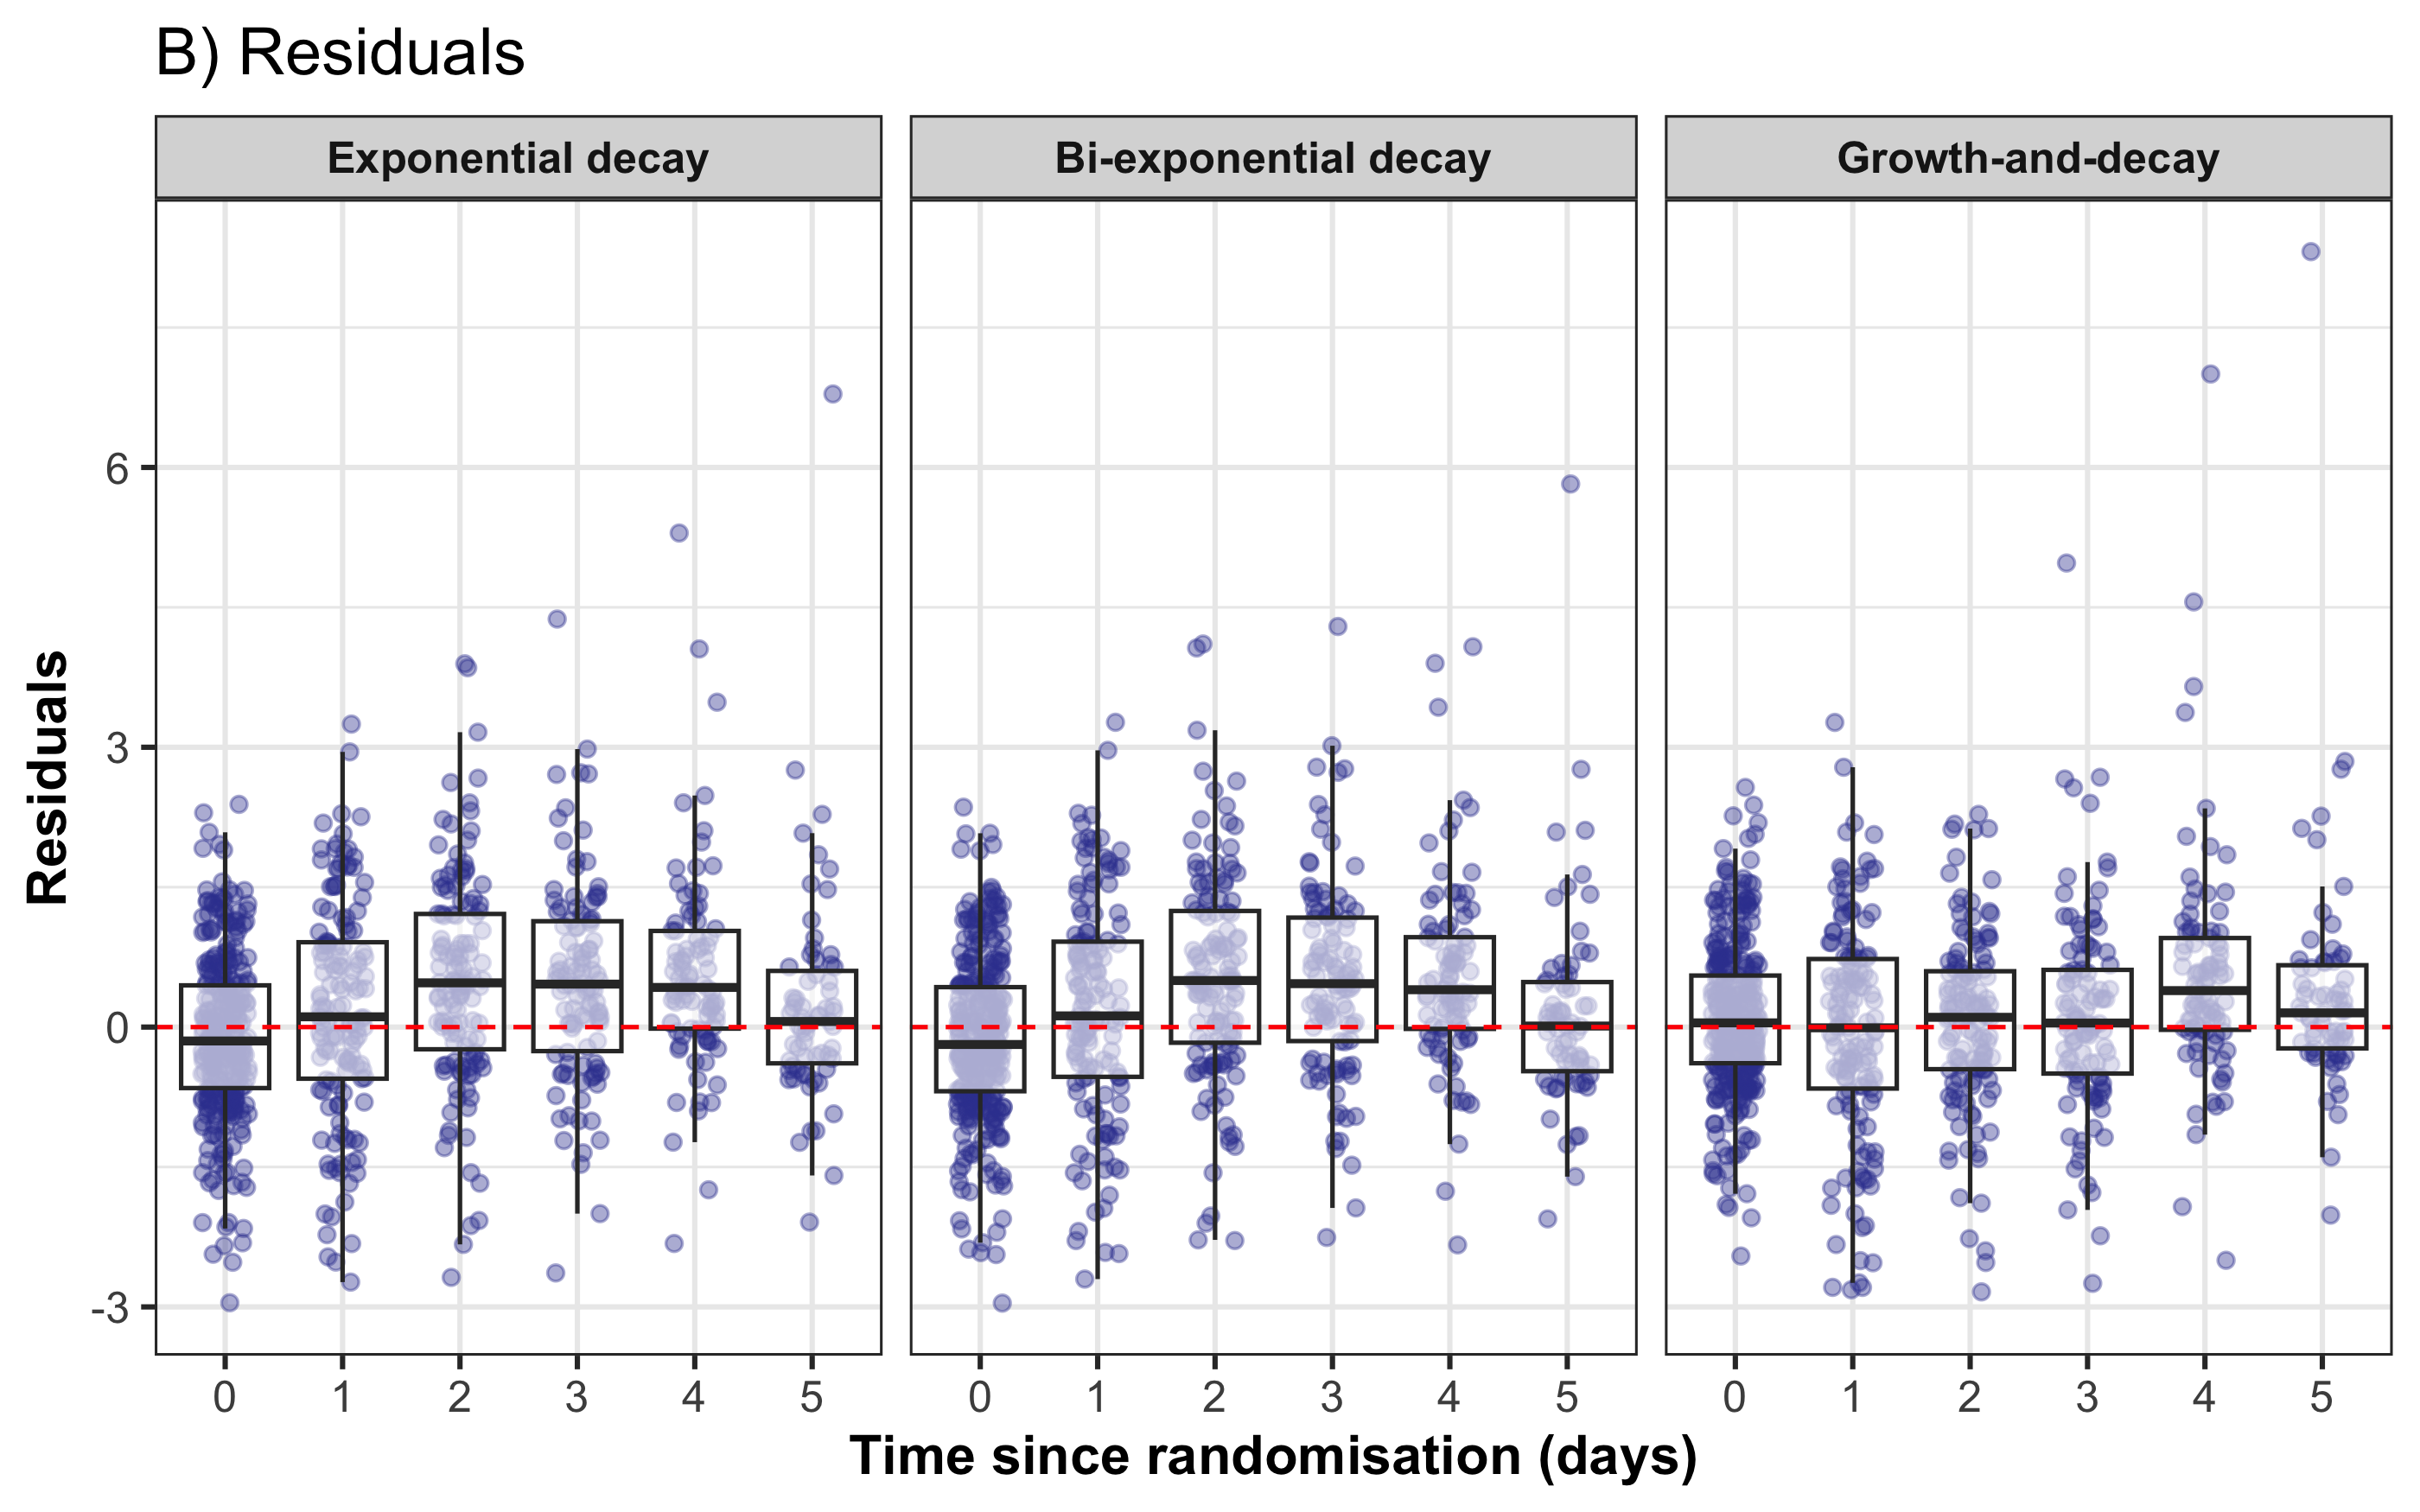 B) Residuals
Exponential decay
Bi-exponential decay
Growth-and-decay
Residuals
6
3
0
-3
0 1 2 3 4 5
0 1 2 3 4 5
0 1 2 3 4 5
Time since randomisation (days)